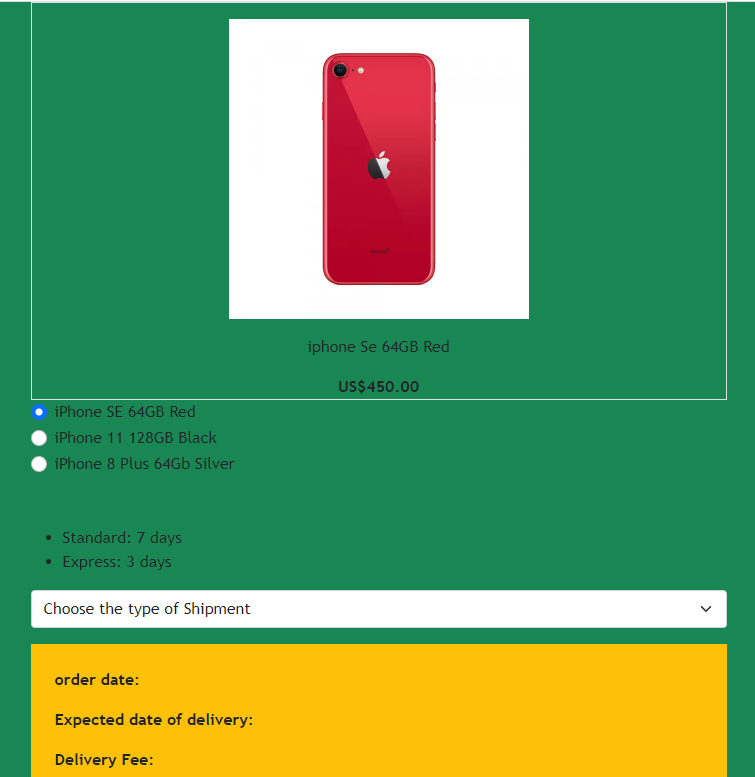 iphone Se 64GB Red
US$450.00
iPhone SE 64GB Red
iPhone 11 128GB Black
iPhone 8 Plus 64Gb Silver
Standard: 7 days
Express: 3 days
Choose the type of Shipment
order date:
Expected date of delivery:
Delivery Fee: